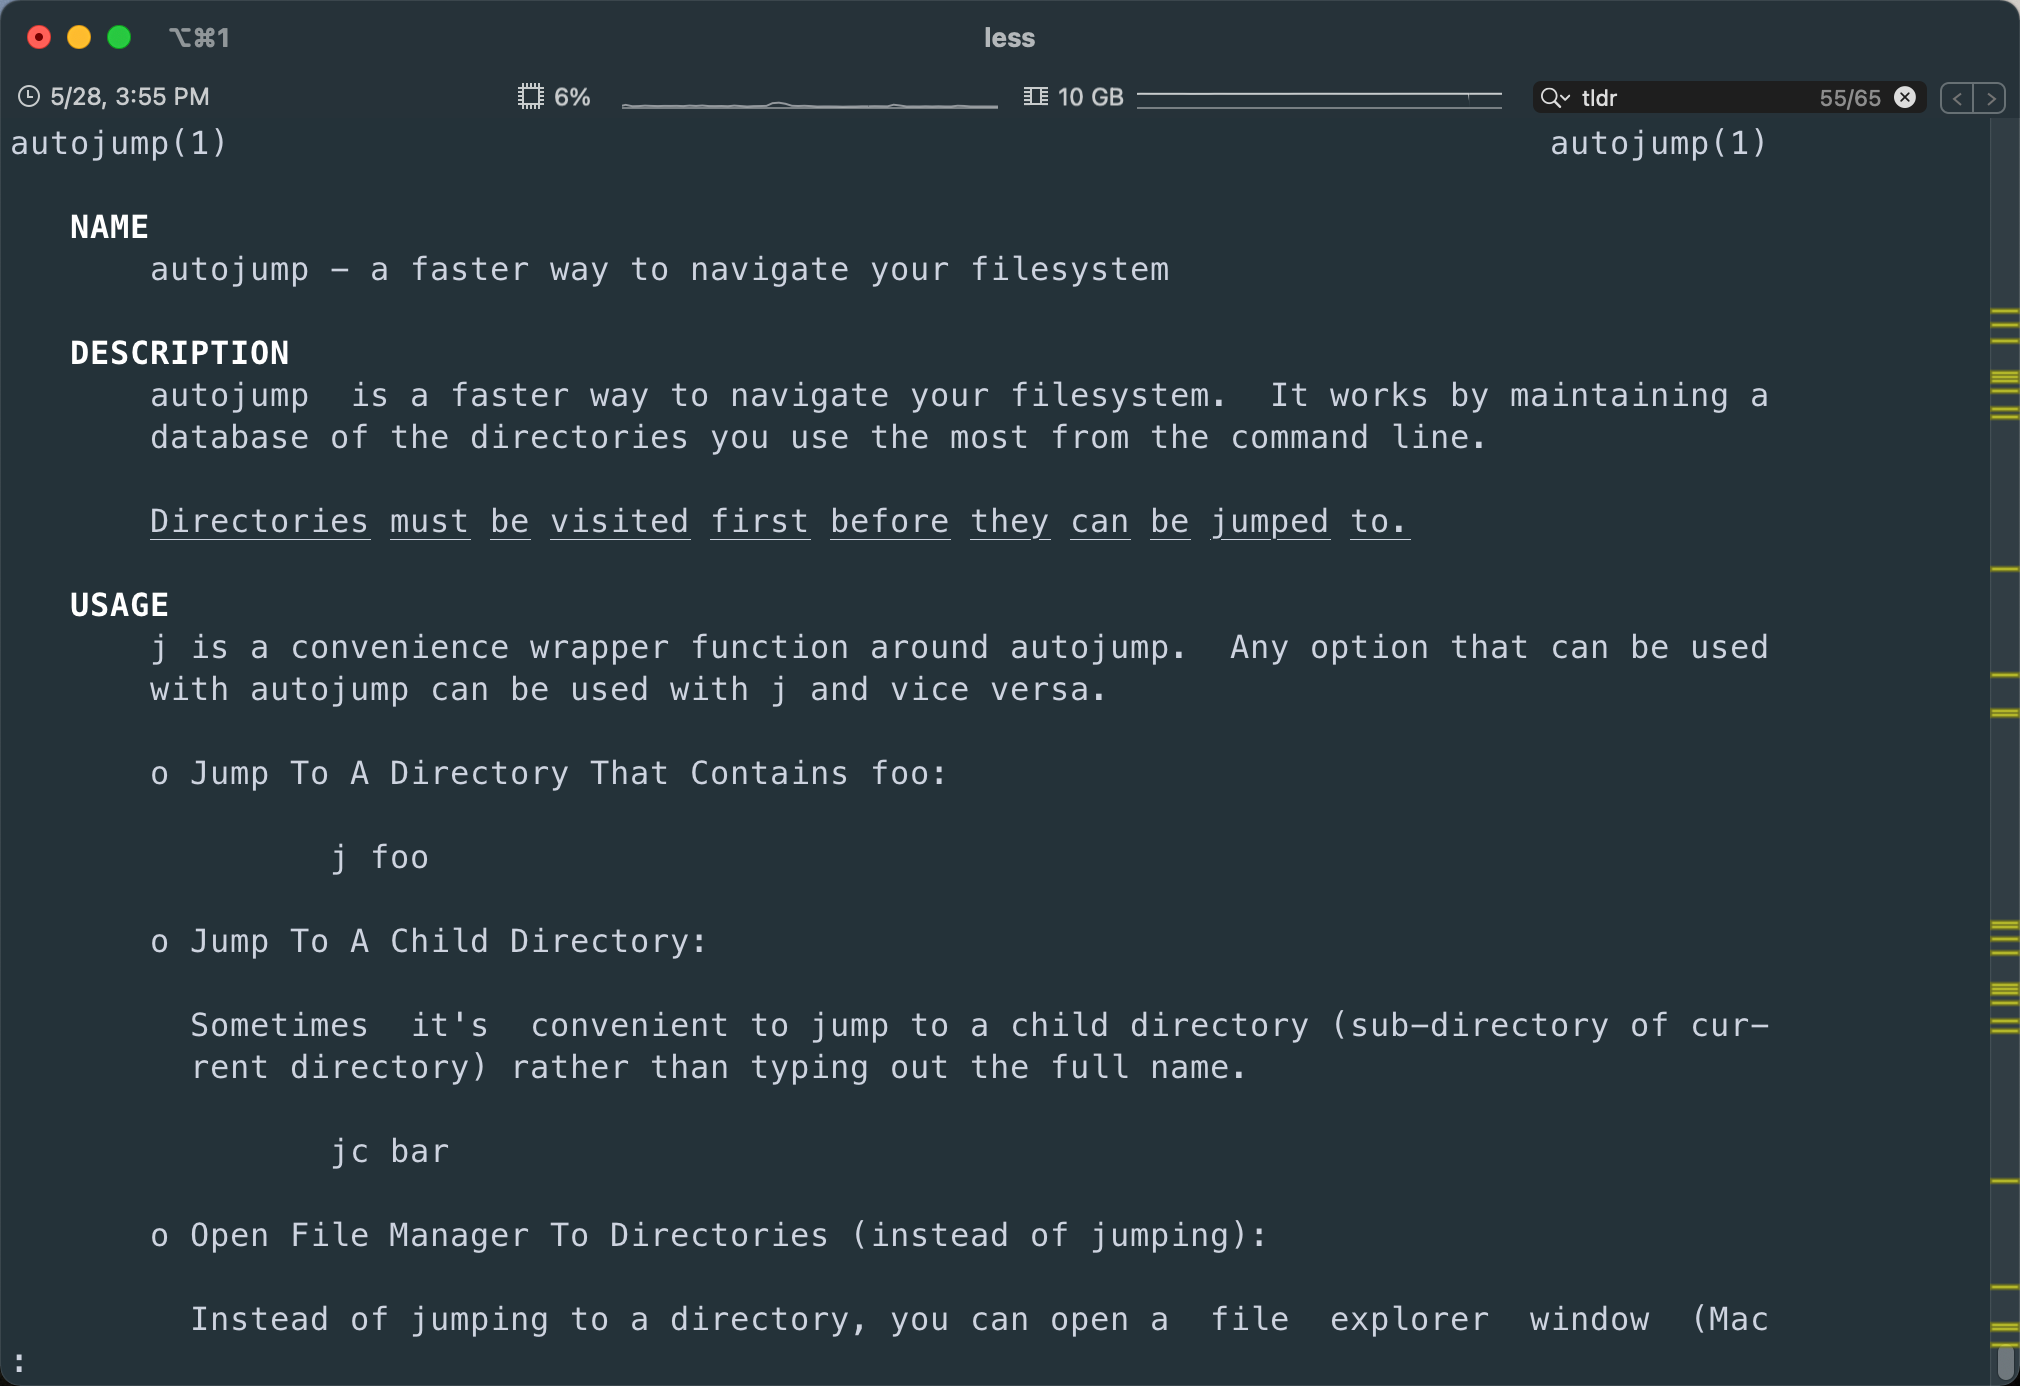 ⌥⌘1 less
5/28, 3:55 PM 6% 10 GB tldr 55/65
autojump(1) autojump(1)
NAME
autojump - a faster way to navigate your filesystem
DESCRIPTION
autojump  is a faster way to navigate your filesystem.  It works by maintaining a
database of the directories you use the most from the command line.
Directories must be visited first before they can be jumped to.
USAGE
j is a convenience wrapper function around autojump.  Any option that can be used
with autojump can be used with j and vice versa.
o Jump To A Directory That Contains foo:
j foo
o Jump To A Child Directory:
Sometimes  it's  convenient to jump to a child directory (sub-directory of cur-
rent directory) rather than typing out the full name.
jc bar
o Open File Manager To Directories (instead of jumping):
Instead of jumping to a directory, you can open a  file  explorer  window  (Mac
: